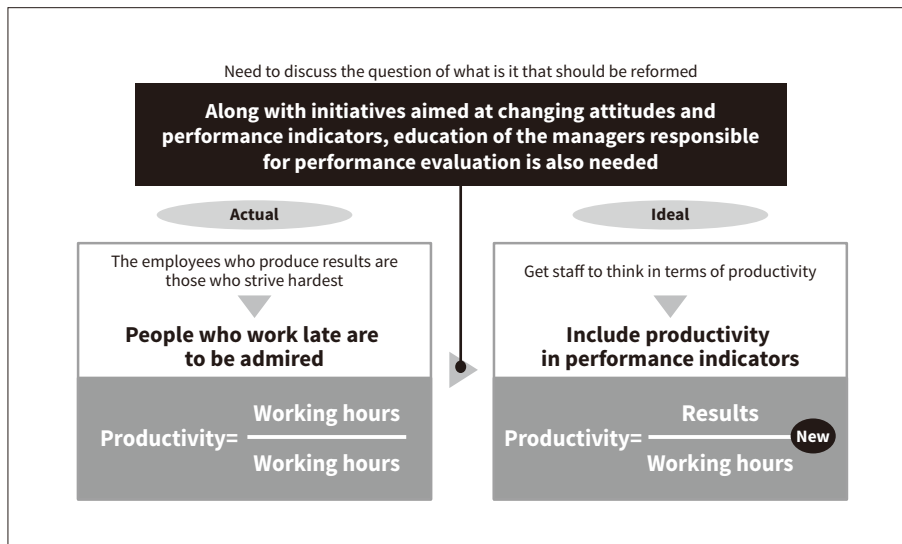 Need to discuss the question of what is it that should be reformed
Along with initiatives aimed at changing attitudes and
performance indicators, education of the managers responsible
for performance evaluation is also needed
Actual
The employees who produce results are
those who strive hardest
People who work late are
to be admired
Productivity=
Working hours
Working hours
Ideal
Get staff to think in terms of productivity
Include productivity
in performance indicators
Productivity=
Results
Working hours
New